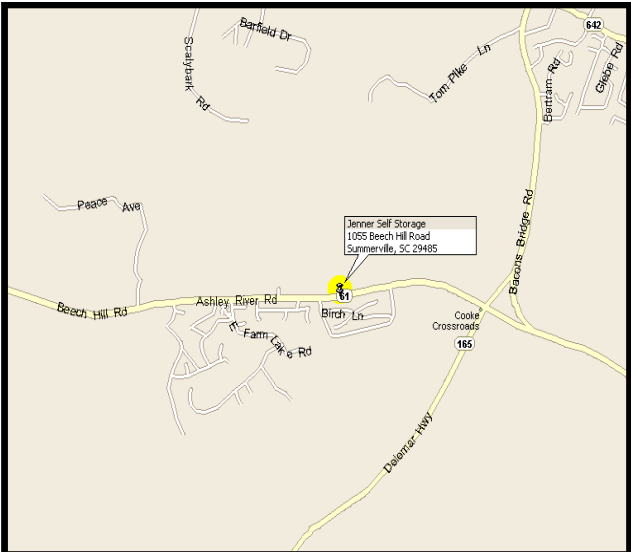 642
Barfield Dr
Scalybark Rd
Tom Pike Ln
Bertram Rd
Glebe Rd
Peace Ave
Bacons Bridge Rd
Jenner Self Storage
1055 Beech Hill Road
Summerville, SC 29485
61
Ashley River Rd
Beech Hill Rd
Birch Ln
Cooke
Crossroads
E Farm Lake Rd
165
Delemar Hwy